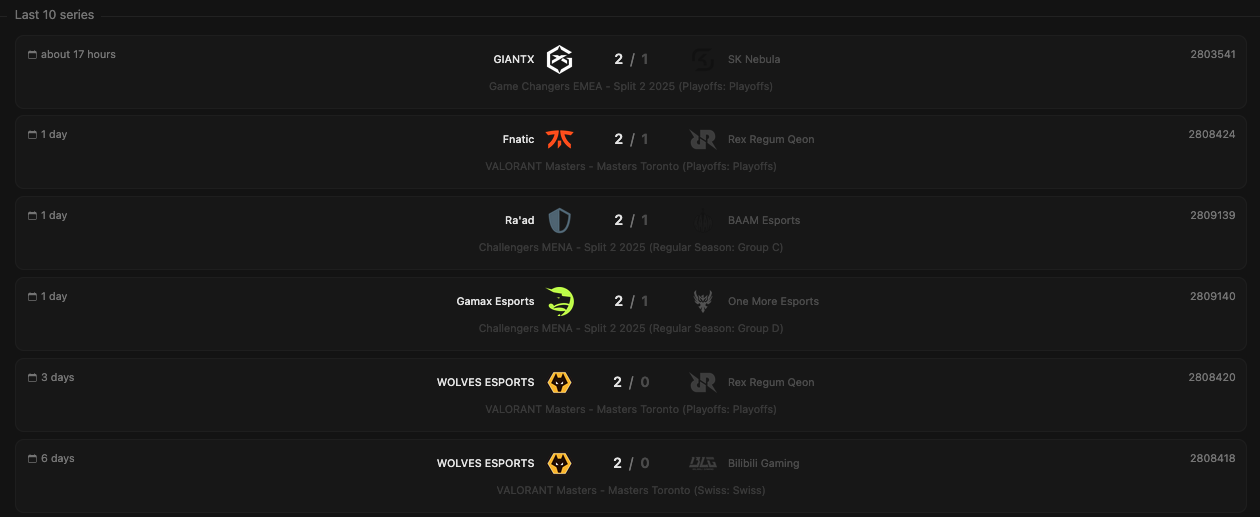 Last 10 series
about 17 hours GIANTX 2 / 1 SK Nebula 2803541
Game Changers EMEA - Split 2 2025 (Playoffs: Playoffs)
1 day Fnatic 2 / 1 Rex Regum Qeon 2808424
VALORANT Masters - Masters Toronto (Playoffs: Playoffs)
1 day Ra'ad 2 / 1 BAAM Esports 2809139
Challengers MENA - Split 2 2025 (Regular Season: Group C)
1 day Gamax Esports 2 / 1 One More Esports 2809140
Challengers MENA - Split 2 2025 (Regular Season: Group D)
3 days WOLVES ESPORTS 2 / 0 Rex Regum Qeon 2808420
VALORANT Masters - Masters Toronto (Playoffs: Playoffs)
6 days WOLVES ESPORTS 2 / 0 BLG Bilibili Gaming 2808418
VALORANT Masters - Masters Toronto (Swiss: Swiss)